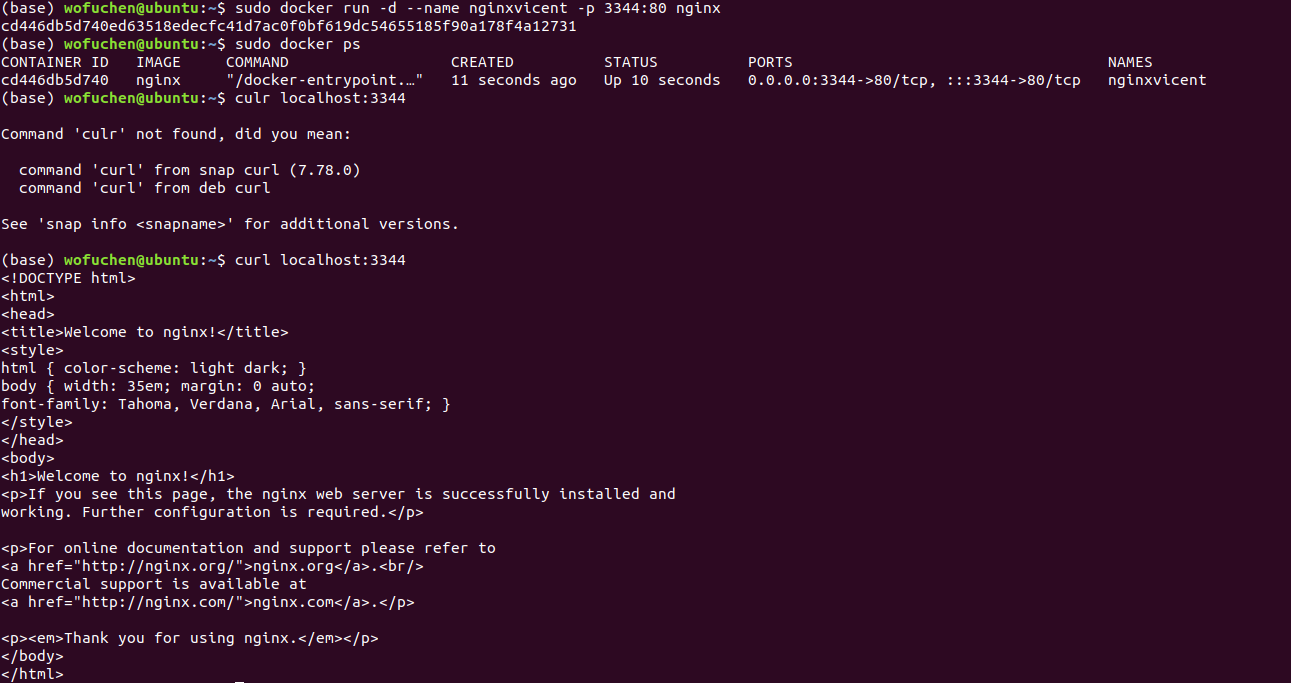 (base) wofuchen@ubuntu:~$ sudo docker run -d --name nginxvicent -p 3344:80 nginx
cd446db5d740ed63518edecfc41d7ac0f0bf619dc54655185f90a178f4a12731
(base) wofuchen@ubuntu:~$ sudo docker ps
CONTAINER ID   IMAGE     COMMAND                  CREATED          STATUS          PORTS                                   NAMES
cd446db5d740   nginx     "/docker-entrypoint.…"   11 seconds ago   Up 10 seconds   0.0.0.0:3344->80/tcp, :::3344->80/tcp   nginxvicent
(base) wofuchen@ubuntu:~$ culr localhost:3344
Command 'culr' not found, did you mean:
  command 'curl' from snap curl (7.78.0)
  command 'curl' from deb curl
See 'snap info <snapname>' for additional versions.
(base) wofuchen@ubuntu:~$ curl localhost:3344
<!DOCTYPE html>
<html>
<head>
<title>Welcome to nginx!</title>
<style>
html { color-scheme: light dark; }
body { width: 35em; margin: 0 auto;
font-family: Tahoma, Verdana, Arial, sans-serif; }
</style>
</head>
<body>
<h1>Welcome to nginx!</h1>
<p>If you see this page, the nginx web server is successfully installed and
working. Further configuration is required.</p>
<p>For online documentation and support please refer to
<a href="http://nginx.org/">nginx.org</a>.<br/>
Commercial support is available at
<a href="http://nginx.com/">nginx.com</a>.</p>
<p><em>Thank you for using nginx.</em></p>
</body>
</html>